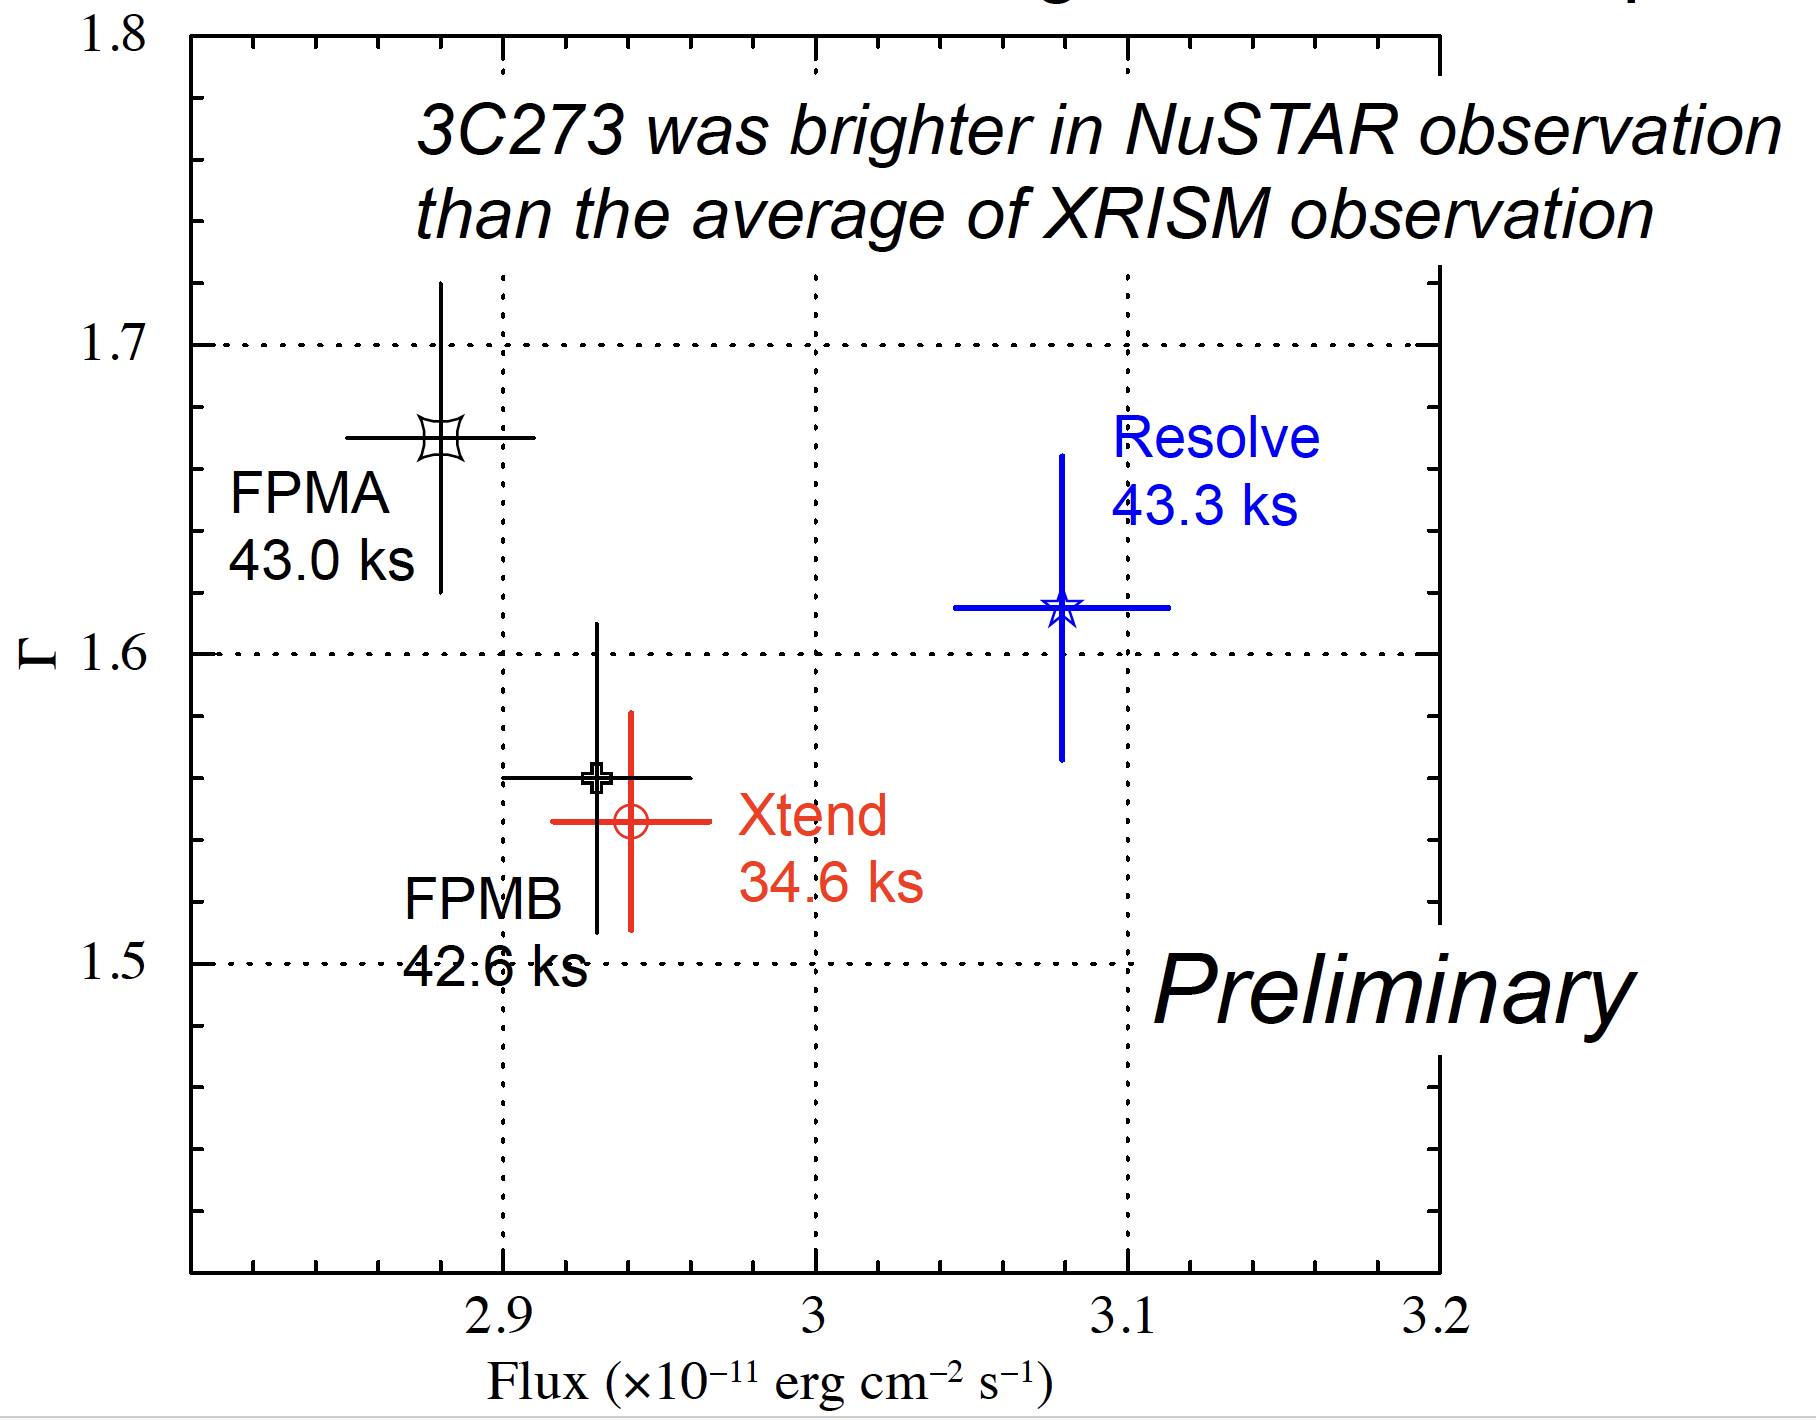 3C273 was brighter in NuSTAR observation
than the average of XRISM observation
1.8
1.7
1.6
1.5
Γ
FPMA
43.0 ks
Resolve
43.3 ks
Xtend
34.6 ks
FPMB
42.6 ks
Preliminary
2.9
3
3.1
3.2
Flux (×10⁻¹¹ erg cm⁻² s⁻¹)